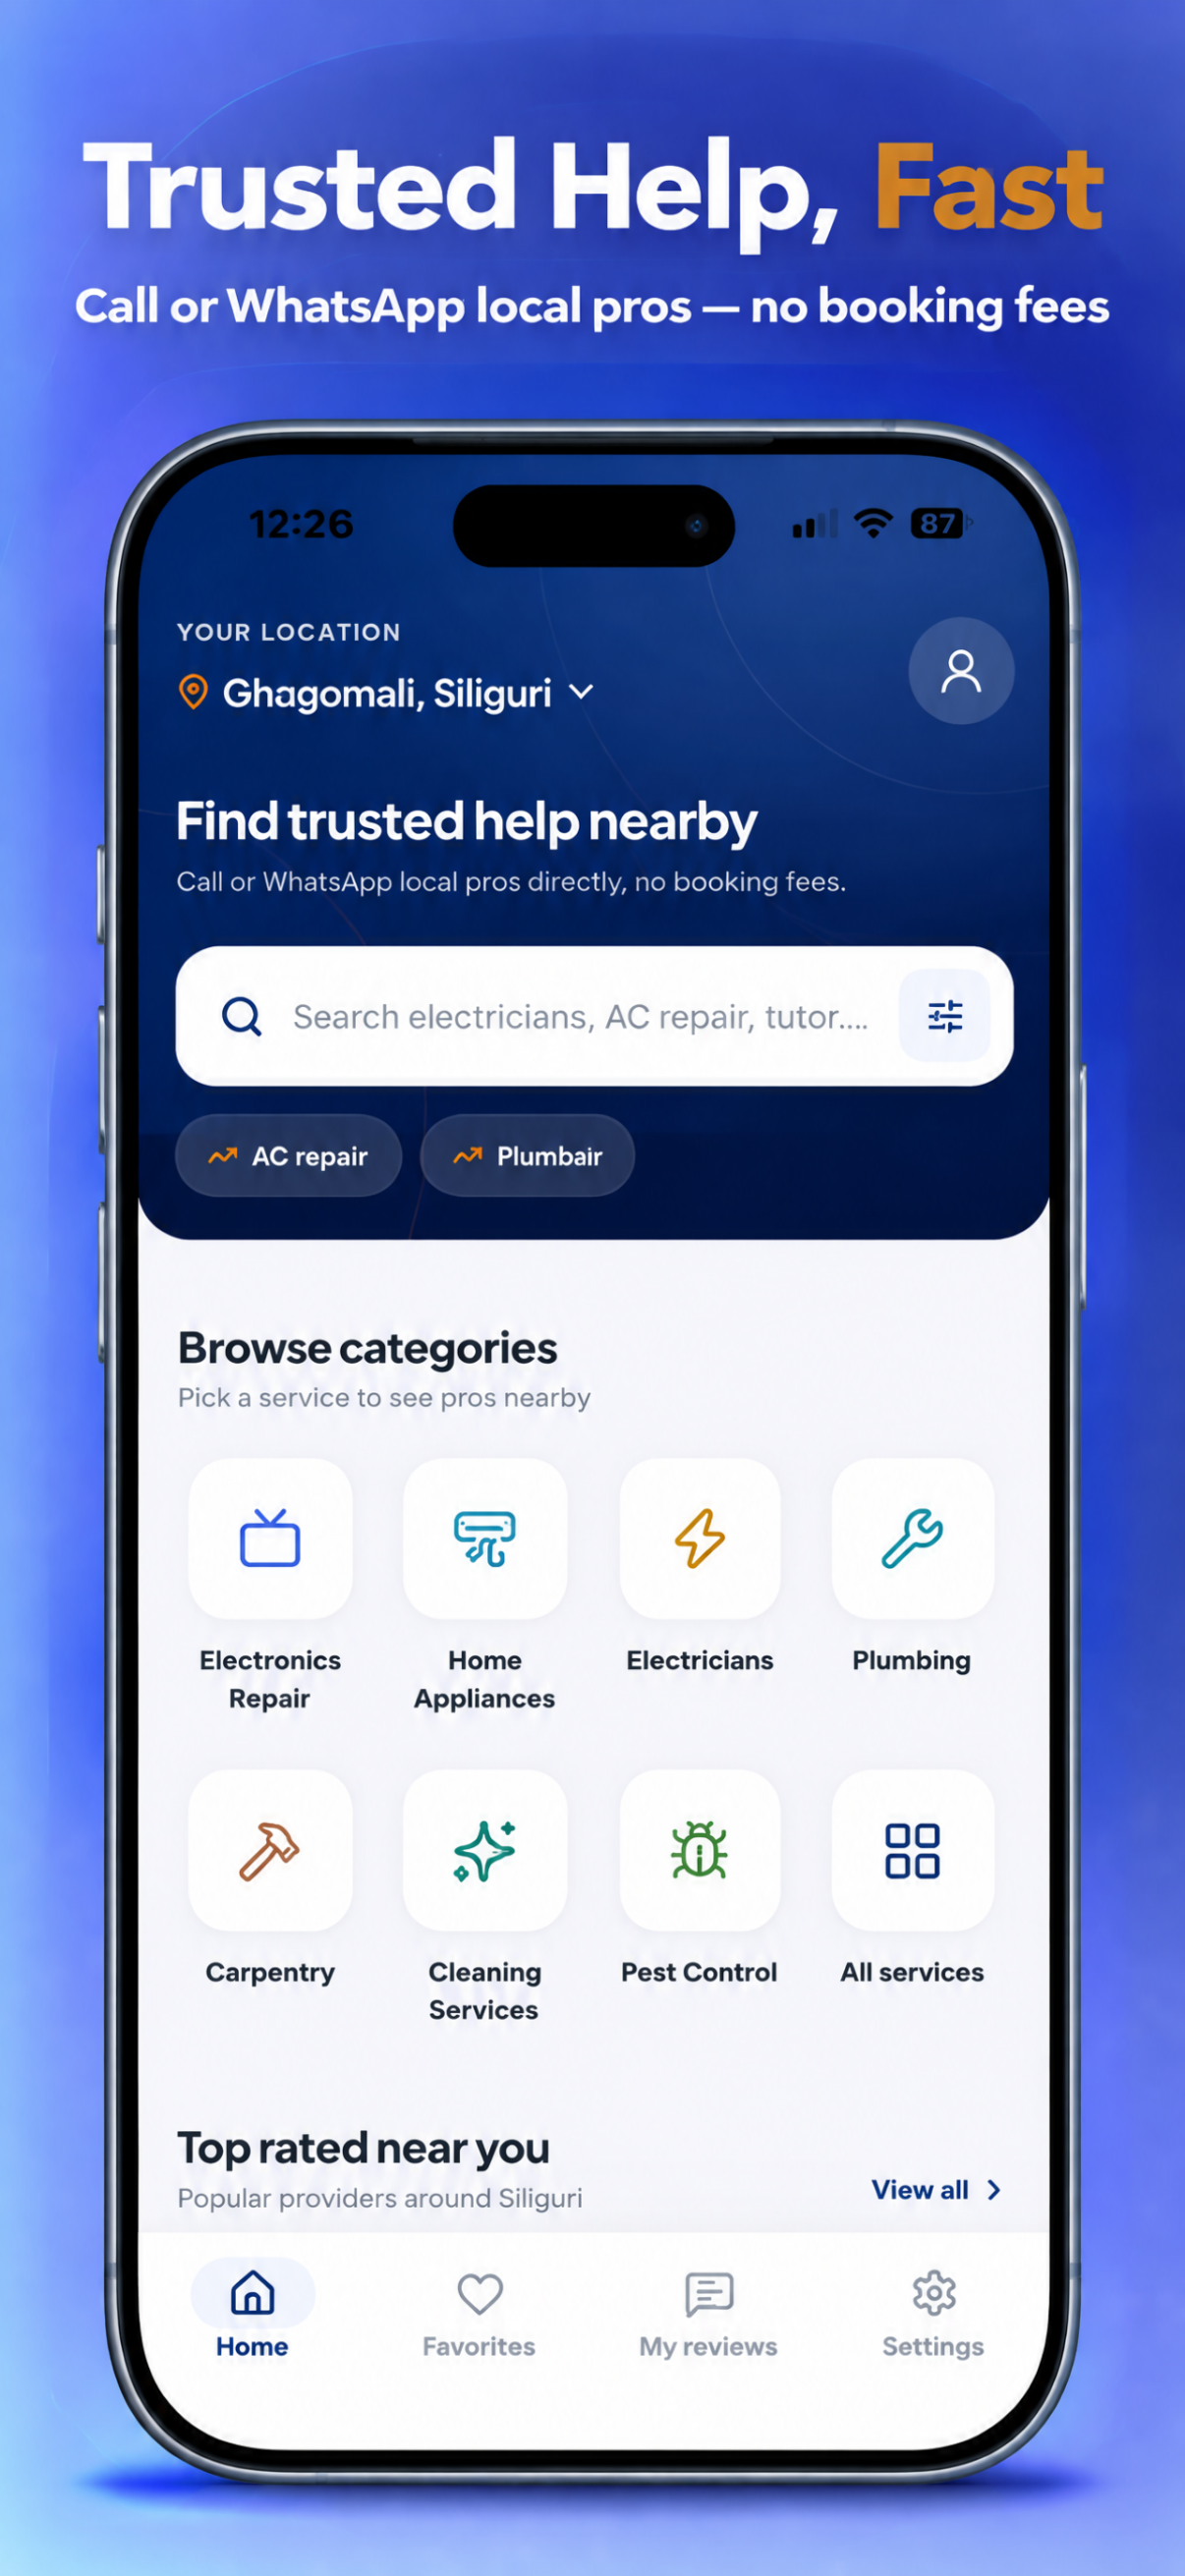 Trusted Help, Fast
Call or WhatsApp local pros — no booking fees
12:26
87
YOUR LOCATION
Ghagomali, Siliguri
Find trusted help nearby
Call or WhatsApp local pros directly, no booking fees.
Search electricians, AC repair, tutor....
AC repair
Plumbair
Browse categories
Pick a service to see pros nearby
Electronics
Repair
Home
Appliances
Electricians
Plumbing
Carpentry
Cleaning
Services
Pest Control
All services
Top rated near you
Popular providers around Siliguri
View all
Home
Favorites
My reviews
Settings